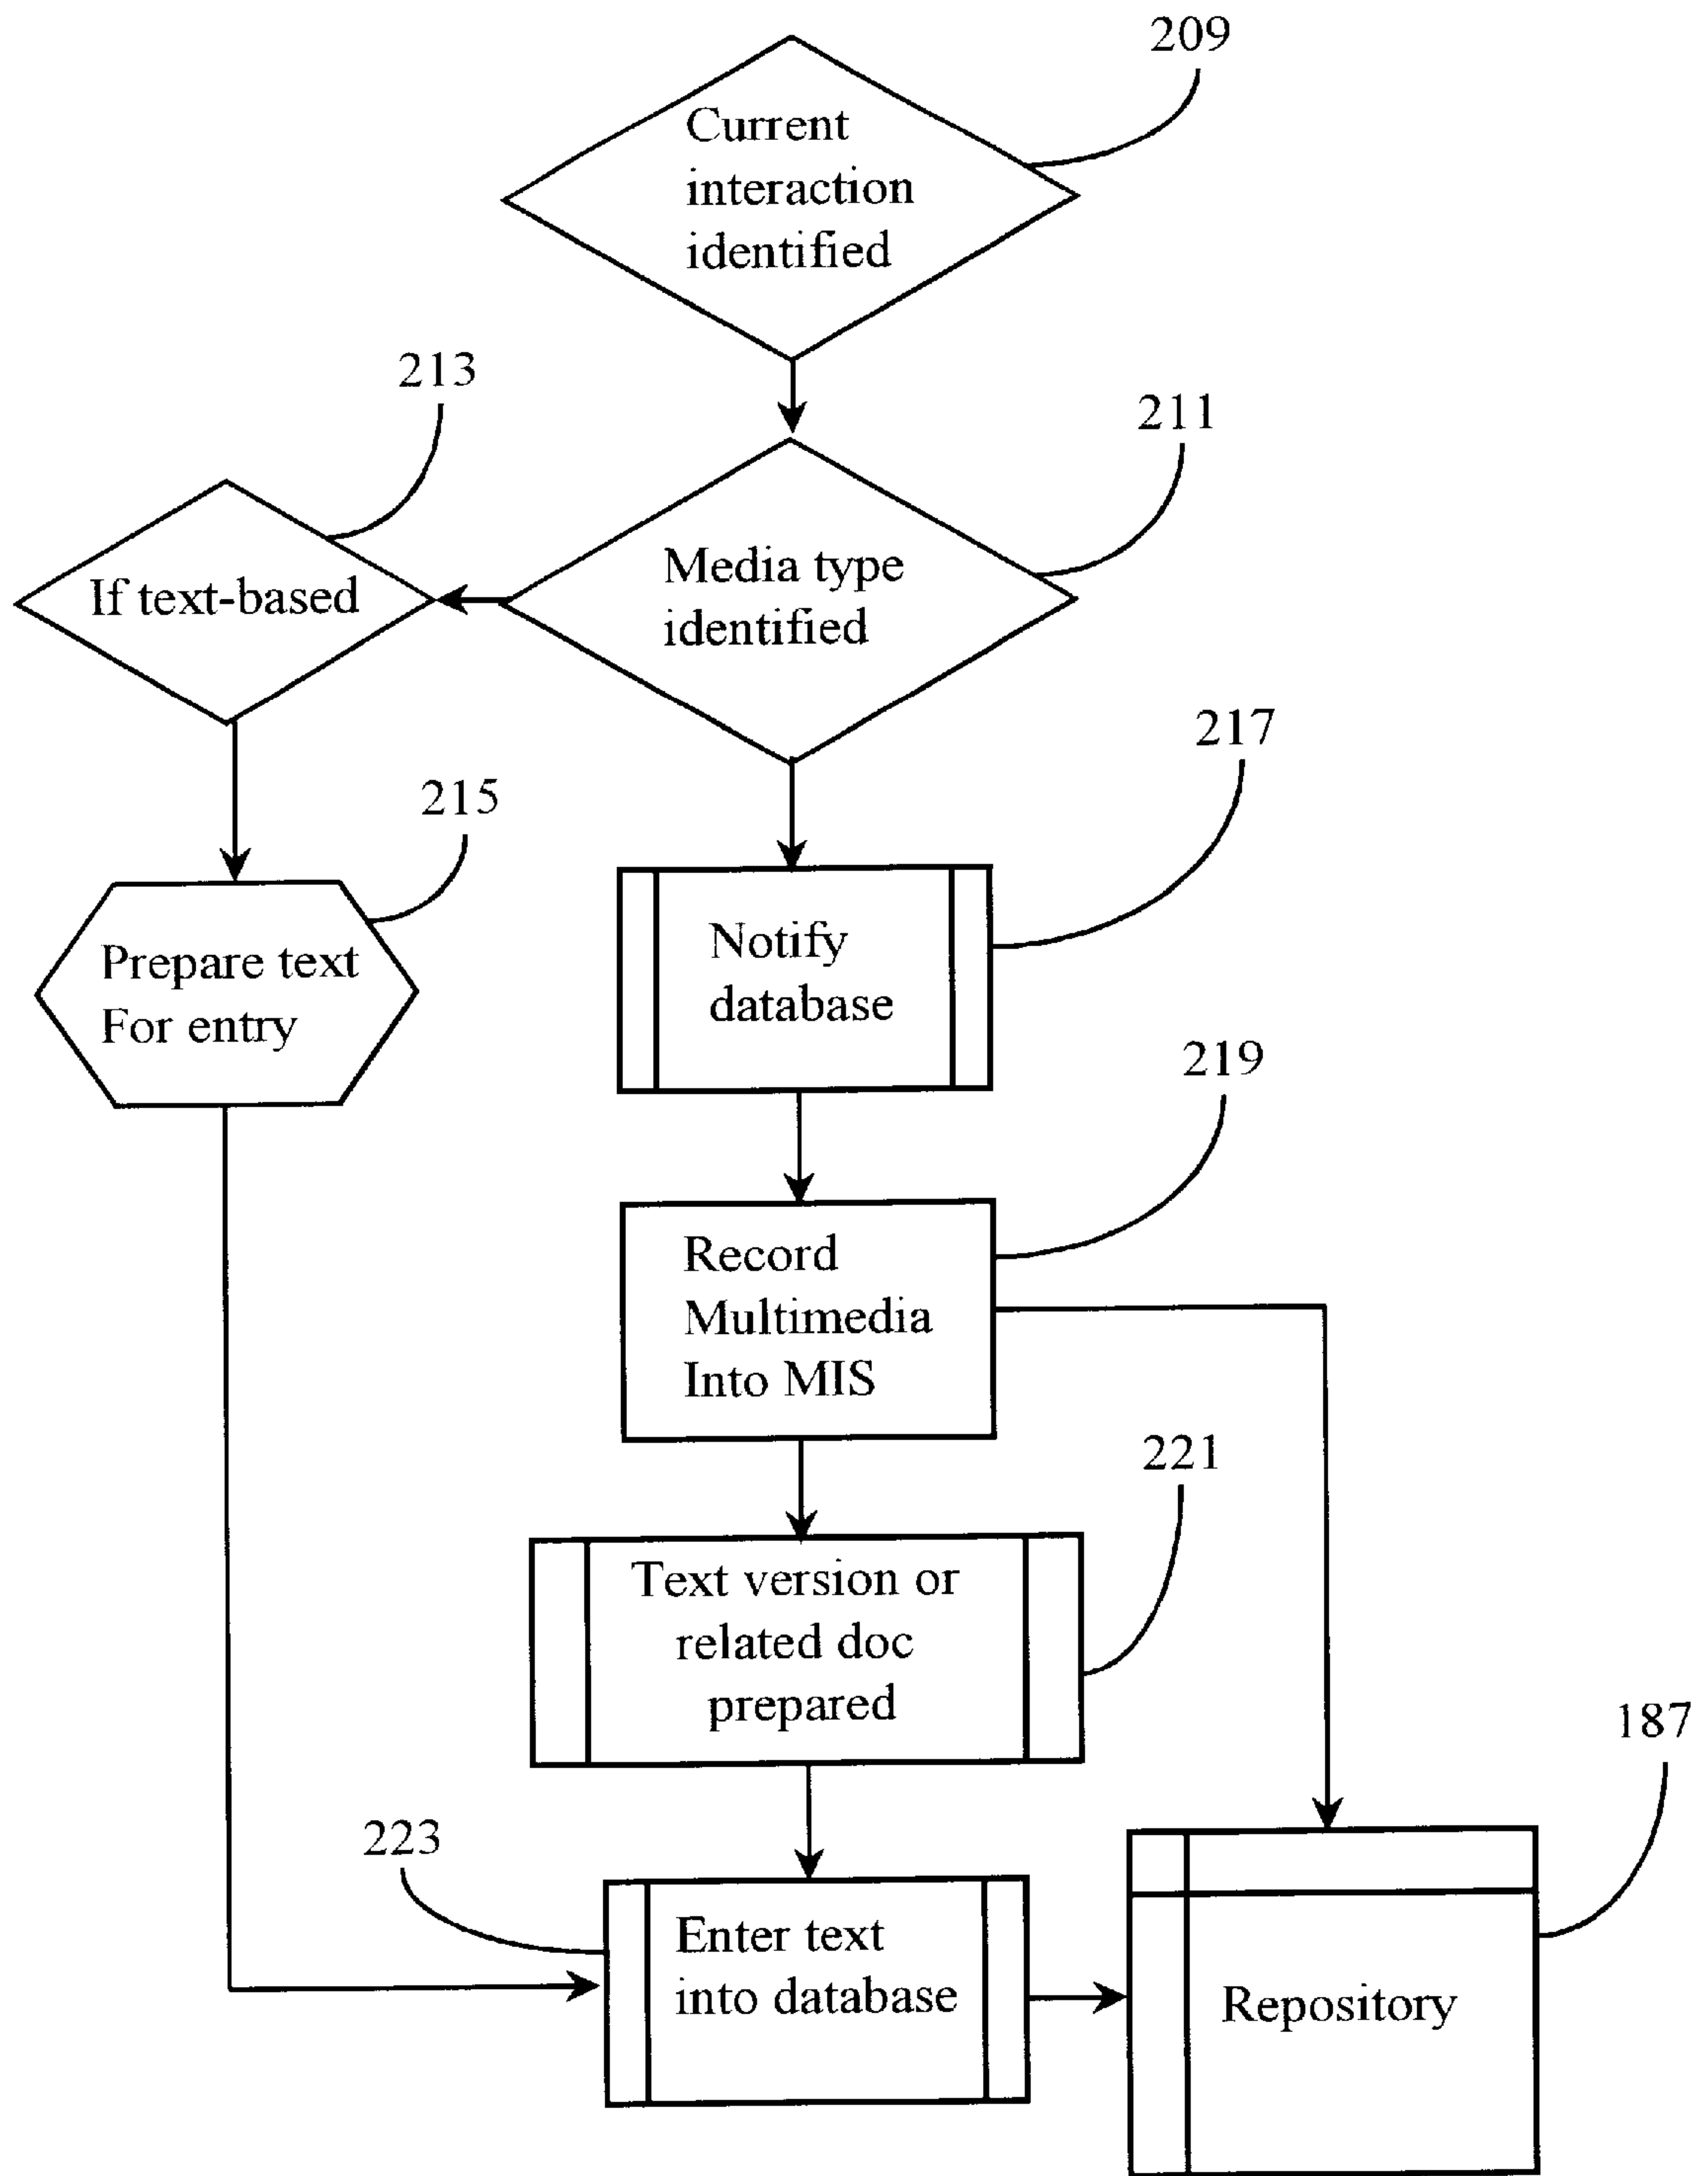 209
Current
interaction
identified
213
211
If text-based
Media type
identified
217
215
Notify
database
Prepare text
For entry
219
Record
Multimedia
Into MIS
221
Text version or
related doc
prepared
187
223
Enter text
into database
Repository